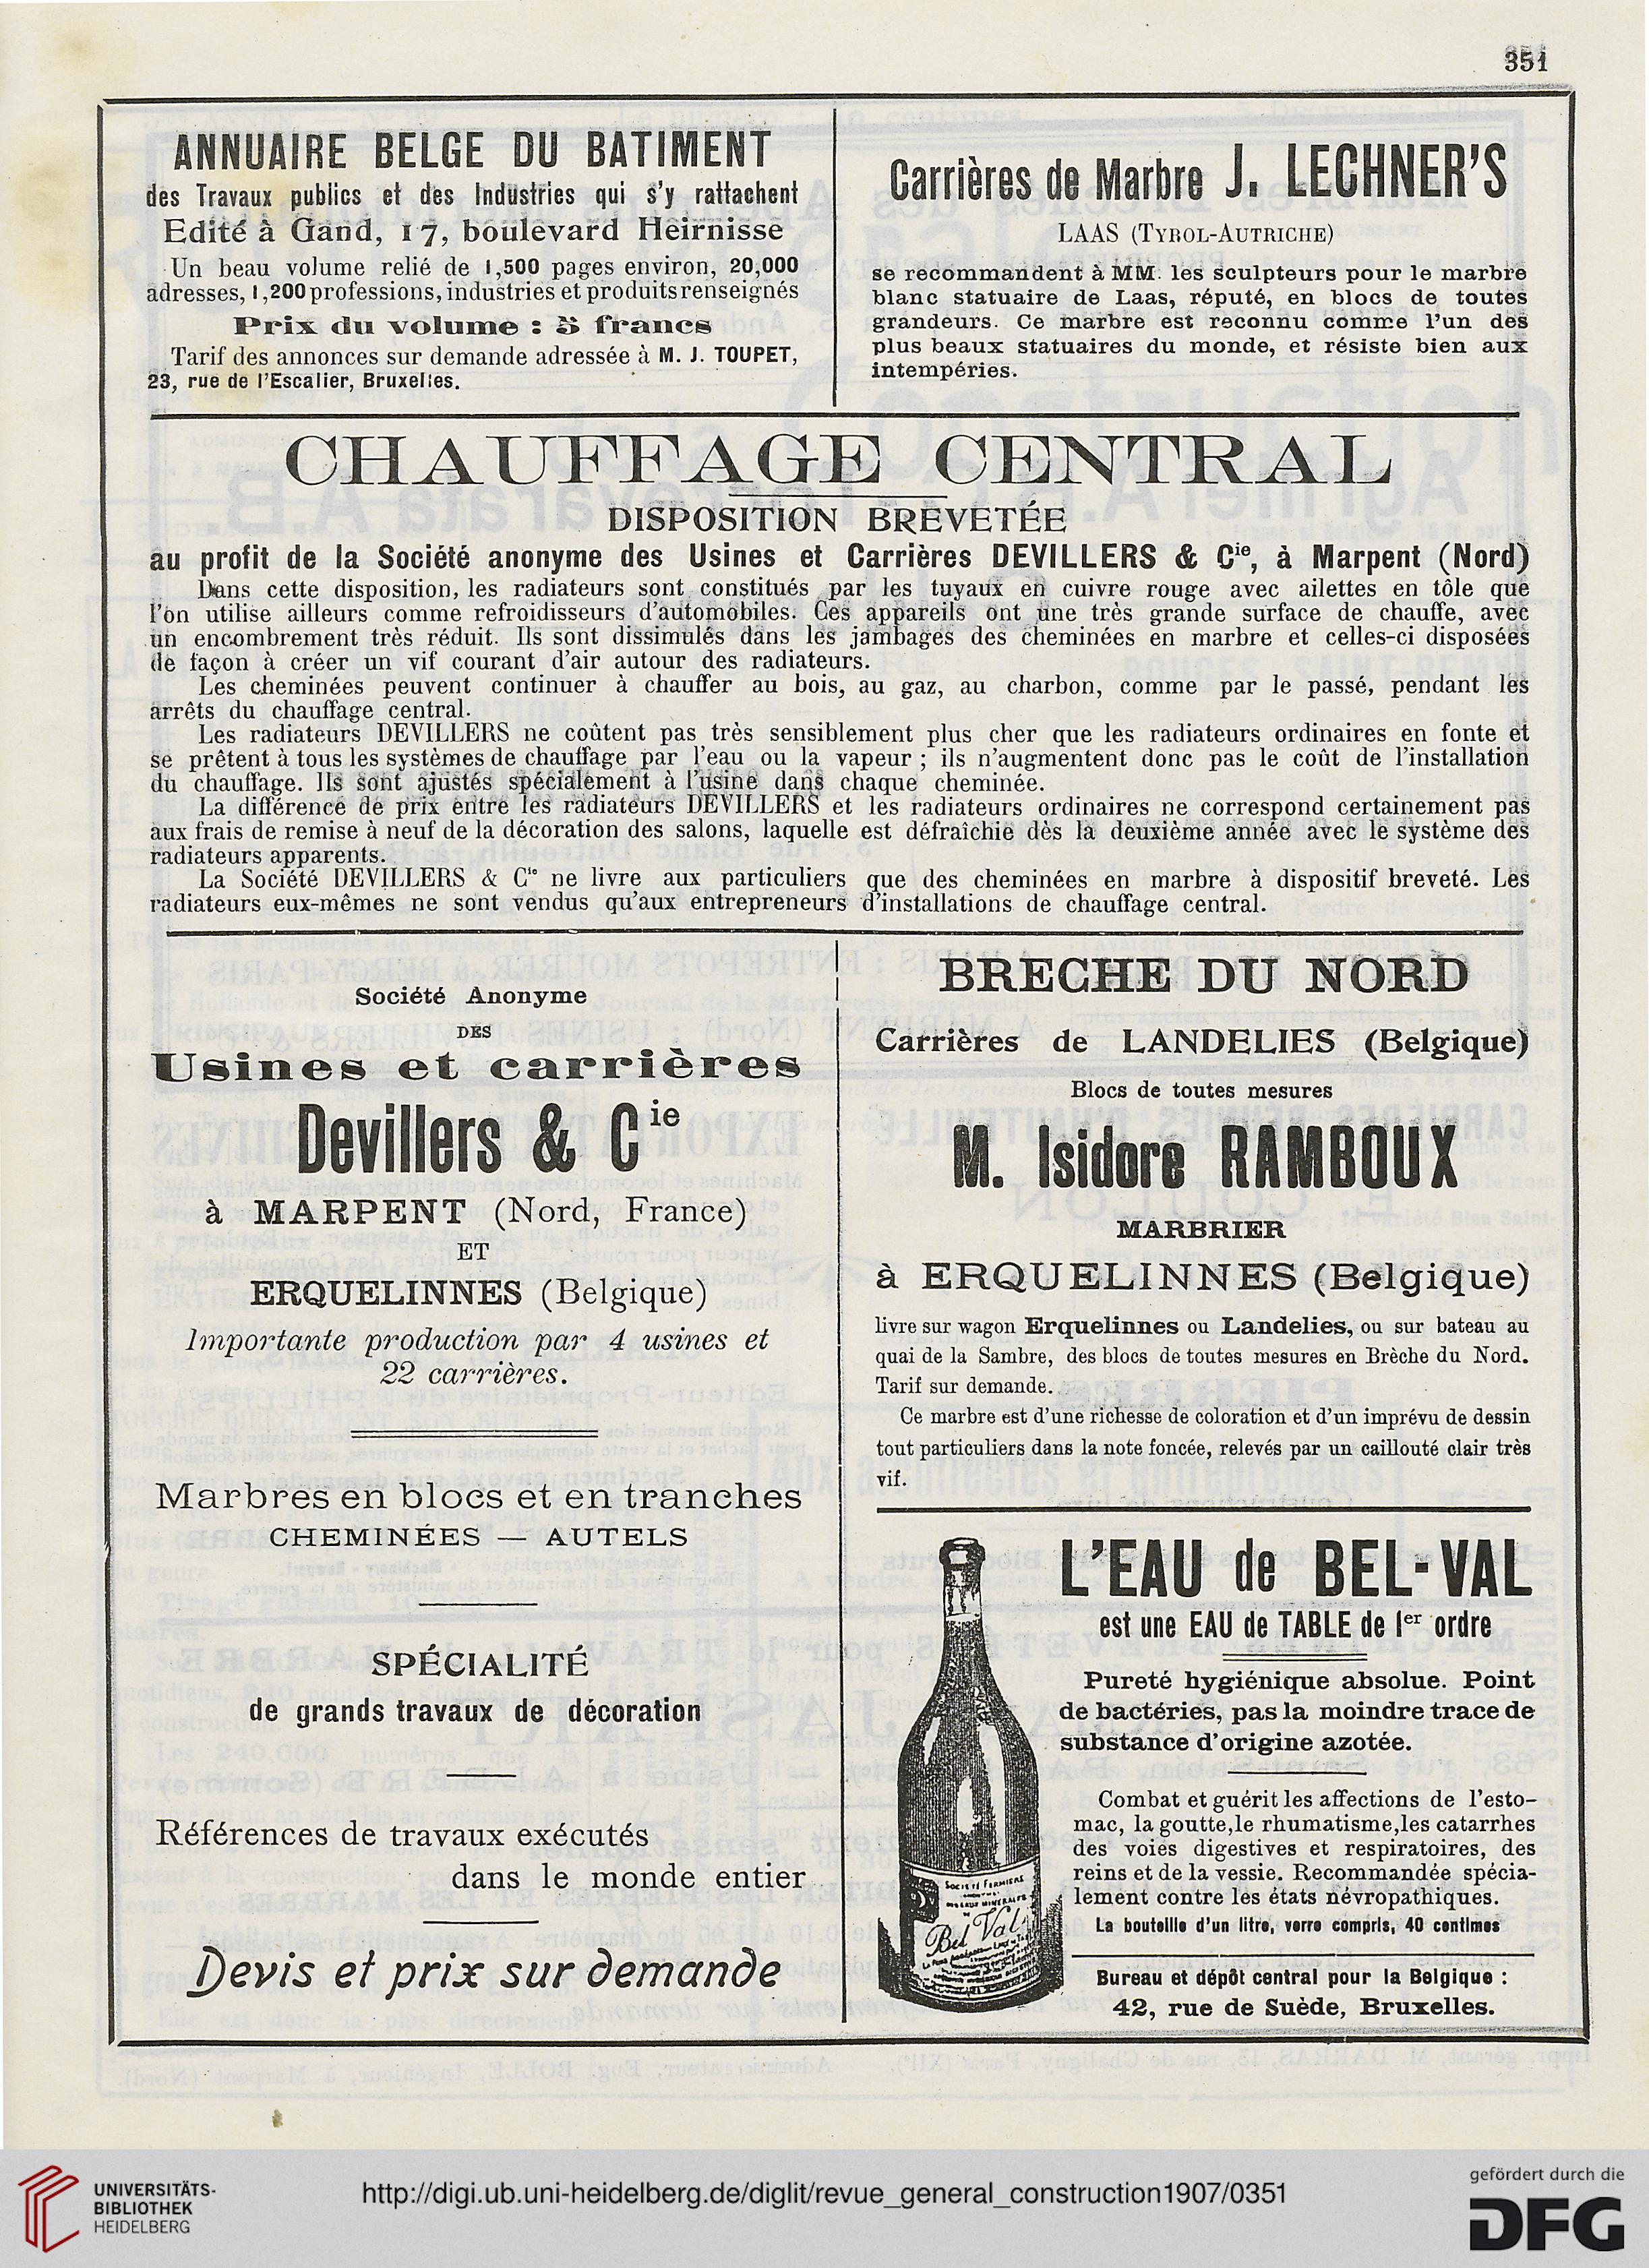 351
ANNUAIRE BELGE DU BATIMENT
des Travaux publics et des Industries qui s'y rattachent
Edité à Gand, 17, boulevard Heirnisse
Un beau volume relié de 1,500 pages environ, 20,000
adresses, 1,200 professions, industries et produits renseignés
Prix du volume : 5 francs
Tarif des annonces sur demande adressée à M. J. TOUPET,
23, rue de l'Escalier, Bruxelles.
Carrières de Marbre J. LECHNER'S
LAAS (TYROL-AUTRICHE)
se recommandent à MM. les sculpteurs pour le marbre
blanc statuaire de Laas, réputé, en blocs de toutes
grandeurs. Ce marbre est reconnu comme l'un des
plus beaux statuaires du monde, et résiste bien aux
intempéries.
CHAUFFAGE CENTRAL
DISPOSITION BREVETÉE
au profit de la Société anonyme des Usines et Carrières DEVILLERS & Cie, à Marpent (Nord)
Dans cette disposition, les radiateurs sont constitués par les tuyaux en cuivre rouge avec ailettes en tôle que
l'on utilise ailleurs comme refroidisseurs d'automobiles. Ces appareils ont une très grande surface de chauffe, avec
un encombrement très réduit. Ils sont dissimulés dans les jambages des cheminées en marbre et celles-ci disposées
de façon à créer un vif courant d'air autour des radiateurs.
Les cheminées peuvent continuer à chauffer au bois, au gaz, au charbon, comme par le passé, pendant les
arrêts du chauffage central.
Les radiateurs DEVILLERS ne coûtent pas très sensiblement plus cher que les radiateurs ordinaires en fonte et
se prêtent à tous les systèmes de chauffage par l'eau ou la vapeur ; ils n'augmentent donc pas le coût de l'installation
du chauffage. Ils sont ajustés spécialement à l'usine dans chaque cheminée.
La différence de prix entre les radiateurs DEVILLERS et les radiateurs ordinaires ne correspond certainement pas
aux frais de remise à neuf de la décoration des salons, laquelle est défraîchie dès la deuxième année avec le système des
radiateurs apparents.
La Société DEVILLERS & Cie ne livre aux particuliers que des cheminées en marbre à dispositif breveté. Les
radiateurs eux-mêmes ne sont vendus qu'aux entrepreneurs d'installations de chauffage central.
Société Anonyme
DES
Usines et carrières
Devillers & Cie
à MARPENT (Nord, France)
ET
ERQUELINNES (Belgique)
Importante production par 4 usines et
22 carrières.
Marbres en blocs et en tranches
CHEMINÉES — AUTELS
SPÉCIALITÉ
de grands travaux de décoration
Références de travaux exécutés
dans le monde entier
Devis et prix sur demande
BRECHE DU NORD
Carrières de LANDELIES (Belgique)
Blocs de toutes mesures
M. Isidore RAMBOUX
MARBRIER
à ERQUELINNES (Belgique)
livre sur wagon Erquelinnes ou Landelies, ou sur bateau au
quai de la Sambre, des blocs de toutes mesures en Brèche du Nord.
Tarif sur demande.
Ce marbre est d'une richesse de coloration et d'un imprévu de dessin
tout particuliers dans la note foncée, relevés par un caillouté clair très
vif.
L'EAU de BEL-VAL
est une EAU de TABLE de 1er ordre
Pureté hygiénique absolue. Point
de bactéries, pas la moindre trace de
substance d'origine azotée.
Combat et guérit les affections de l'esto-
mac, la goutte, le rhumatisme, les catarrhes
des voies digestives et respiratoires, des
reins et de la vessie. Recommandée spécia-
lement contre les états névropathiques.
La bouteille d'un litre, verre compris, 40 centimes
Bureau et dépôt central pour la Belgique :
42, rue de Suède, Bruxelles.
SOCIETE FERMIERE
Bel Val
UNIVERSITÄTS-
BIBLIOTHEK
HEIDELBERG
http://digi.ub.uni-heidelberg.de/diglit/revue_general_construction1907/0351
gefördert durch die
DFG